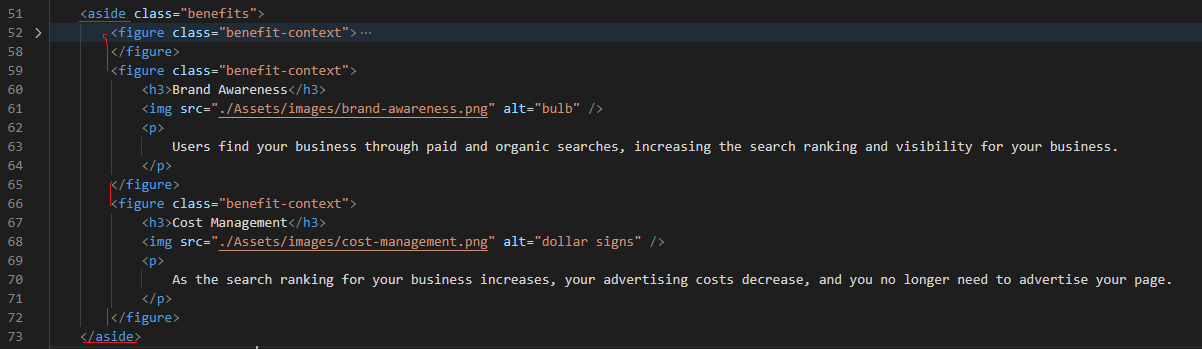 51 <aside class="benefits">
52 > <figure class="benefit-context">···
58 </figure>
59 <figure class="benefit-context">
60 <h3>Brand Awareness</h3>
61 <img src="./Assets/images/brand-awareness.png" alt="bulb" />
62 <p>
63 Users find your business through paid and organic searches, increasing the search ranking and visibility for your business.
64 </p>
65 </figure>
66 <figure class="benefit-context">
67 <h3>Cost Management</h3>
68 <img src="./Assets/images/cost-management.png" alt="dollar signs" />
69 <p>
70 As the search ranking for your business increases, your advertising costs decrease, and you no longer need to advertise your page.
71 </p>
72 </figure>
73 </aside>